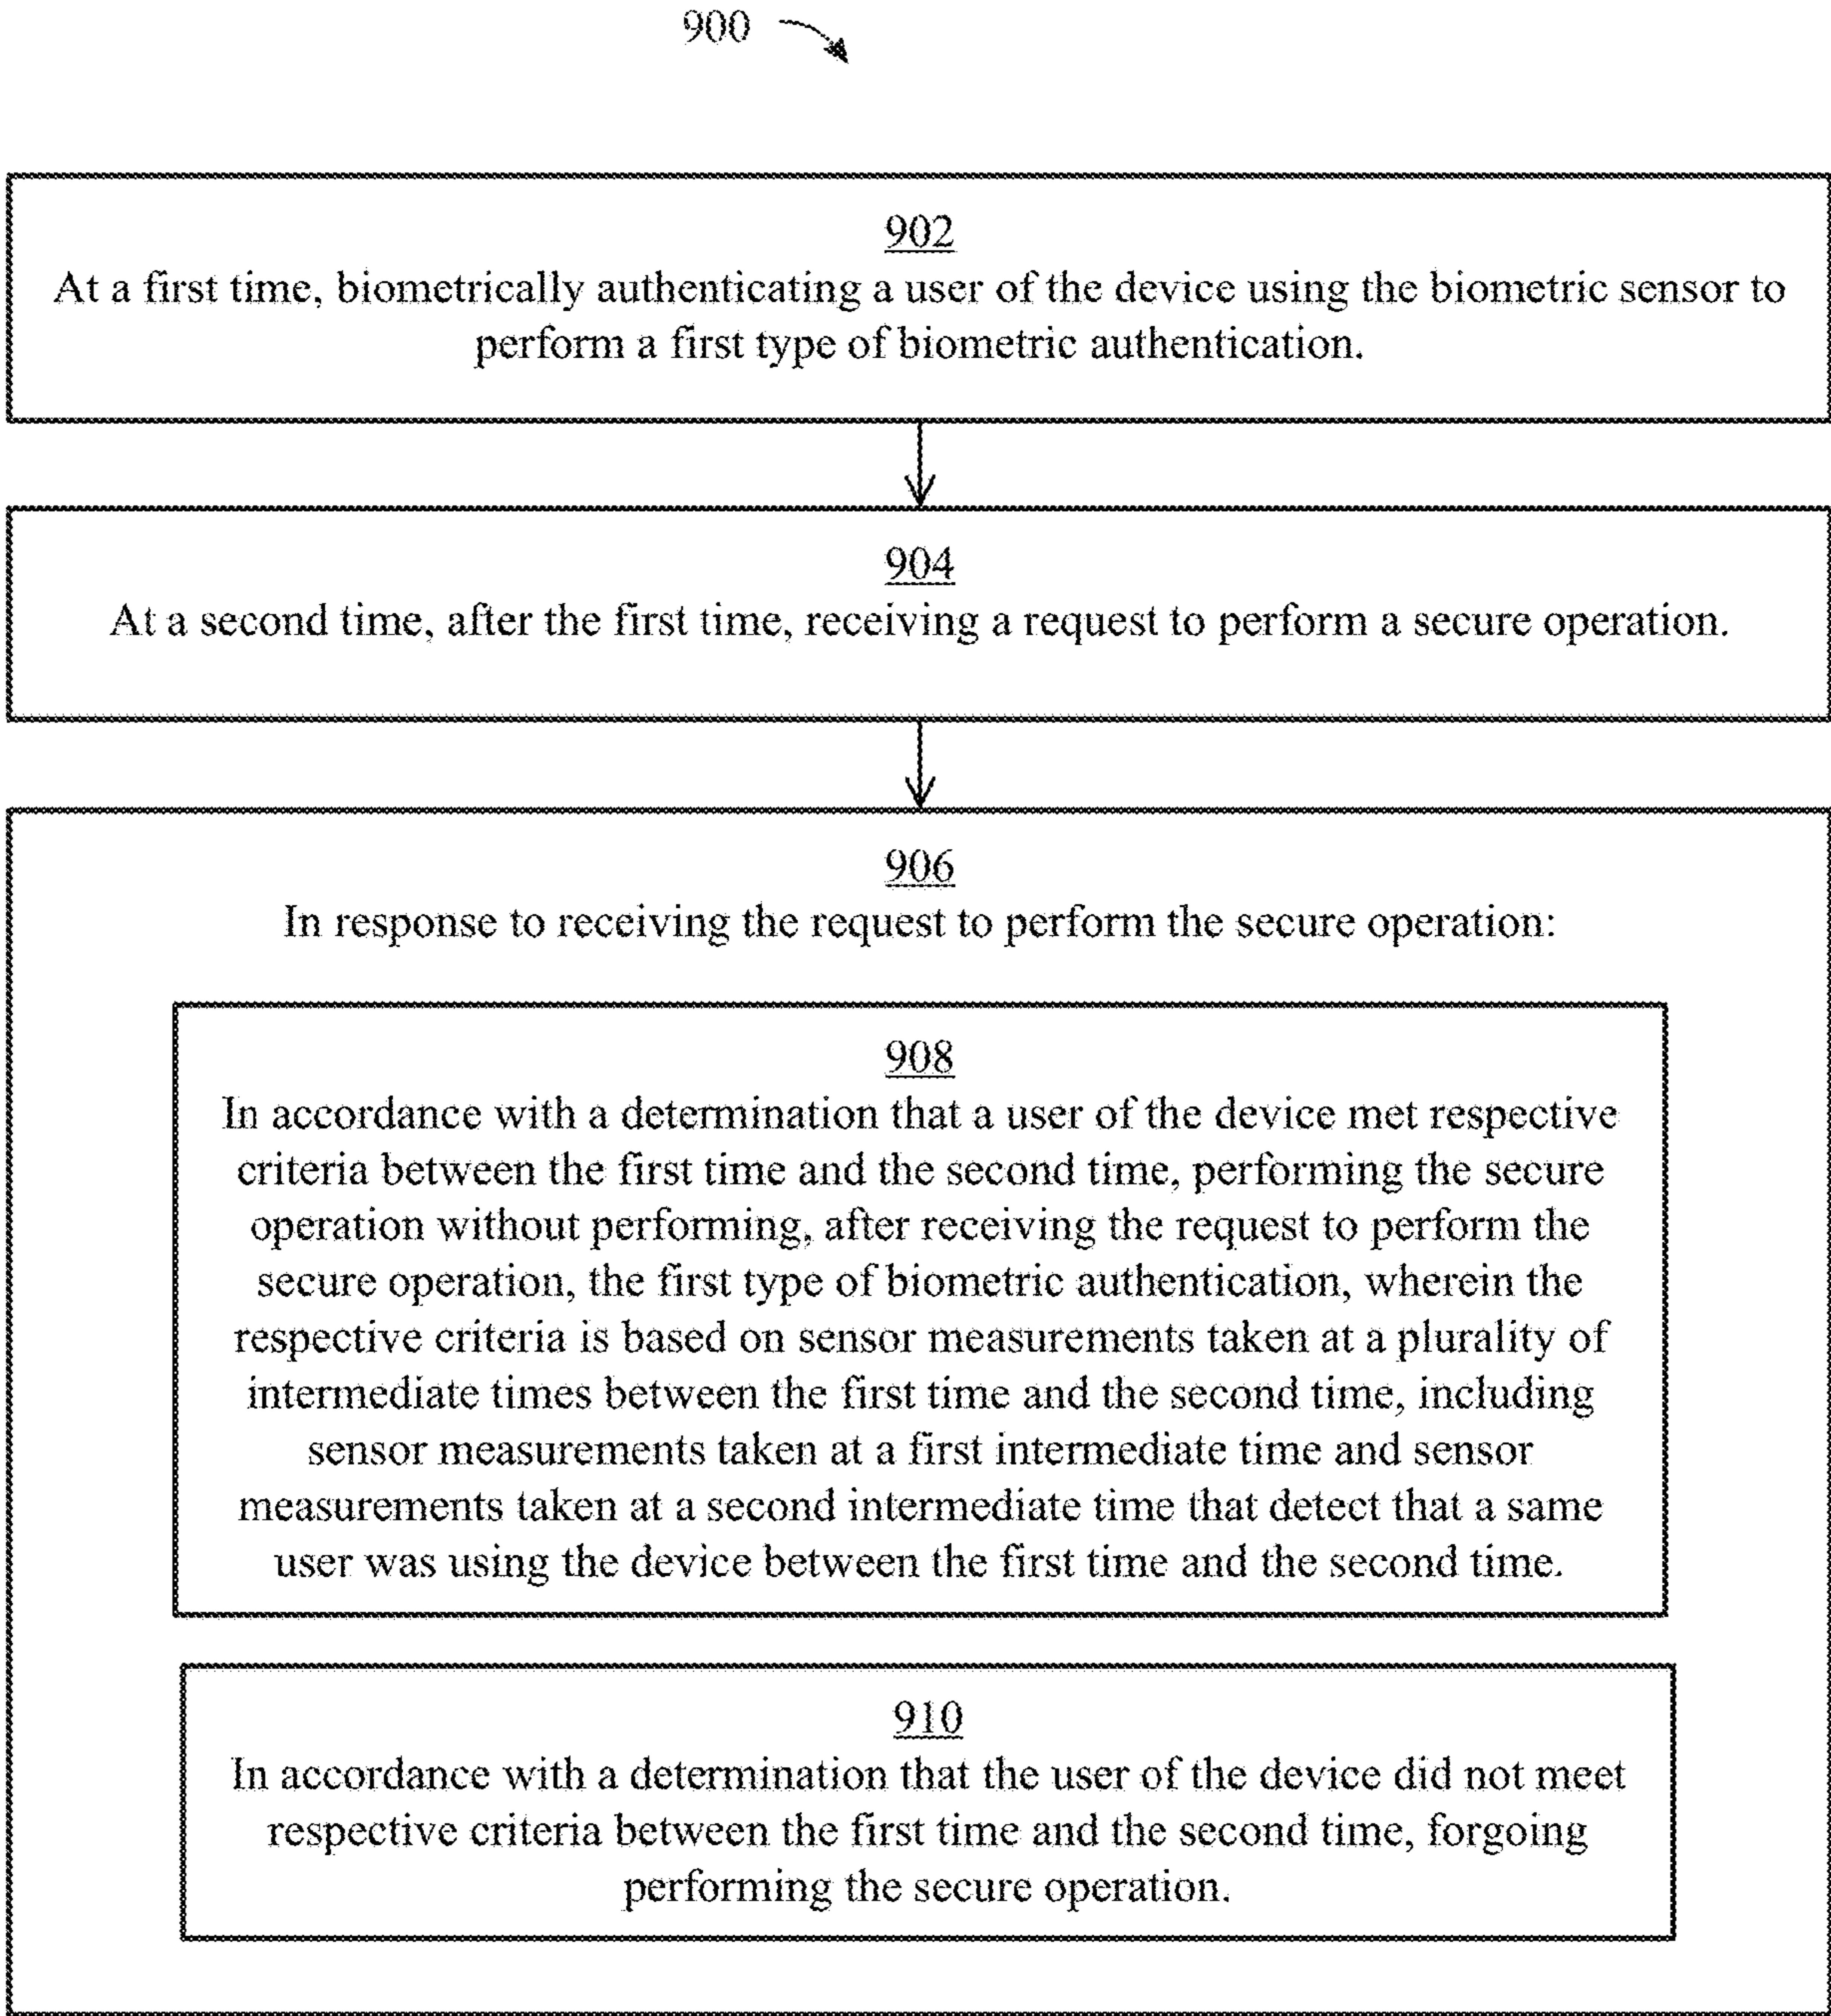 900
902
At a first time, biometrically authenticating a user of the device using the biometric sensor to
perform a first type of biometric authentication.
904
At a second time, after the first time, receiving a request to perform a secure operation.
906
In response to receiving the request to perform the secure operation:
908
In accordance with a determination that a user of the device met respective
criteria between the first time and the second time, performing the secure
operation without performing, after receiving the request to perform the
secure operation, the first type of biometric authentication, wherein the
respective criteria is based on sensor measurements taken at a plurality of
intermediate times between the first time and the second time, including
sensor measurements taken at a first intermediate time and sensor
measurements taken at a second intermediate time that detect that a same
user was using the device between the first time and the second time.
910
In accordance with a determination that the user of the device did not meet
respective criteria between the first time and the second time, forgoing
performing the secure operation.